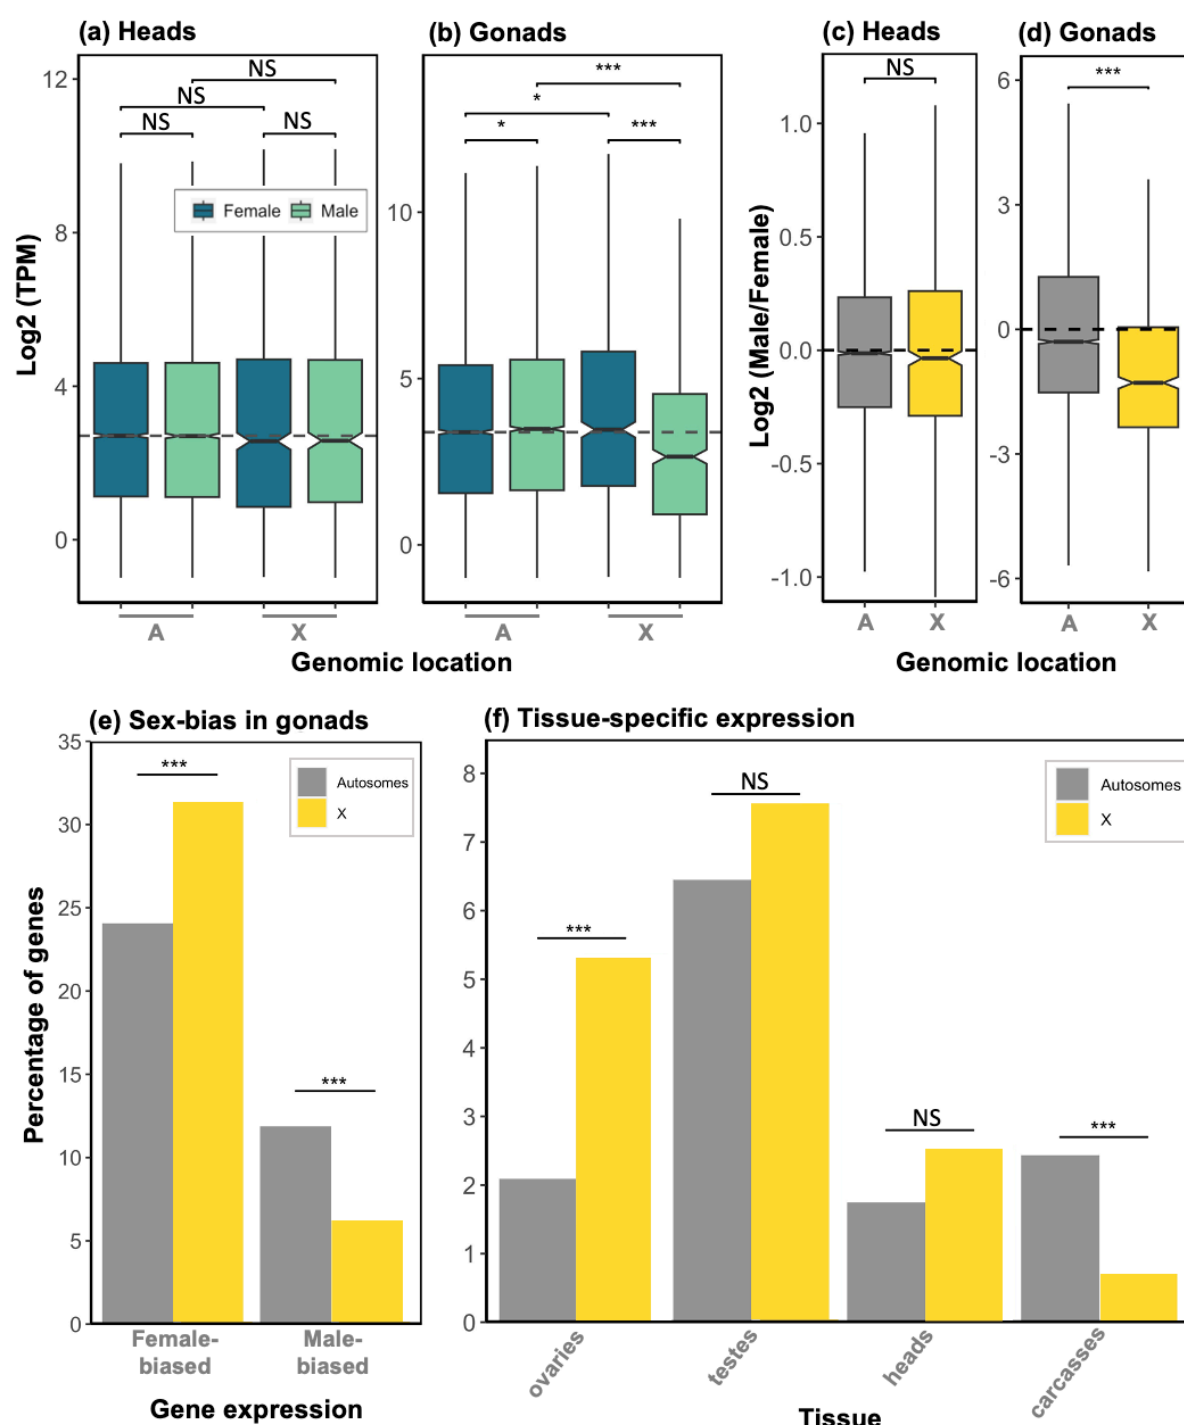 (a) Heads
(b) Gonads
(c) Heads
(d) Gonads
Log2 (TPM)
12
8
4
0
NS
NS
NS
NS
Female
Male
A
X
10
5
0
***
*
*
***
A
X
Genomic location
Log2 (Male/Female)
1.0
0.5
0.0
-0.5
-1.0
NS
A
X
6
3
0
-3
-6
***
A
X
Genomic location
(e) Sex-bias in gonads
Percentage of genes
35
30
25
20
15
10
5
0
***
***
Autosomes
X
Female-
biased
Male-
biased
Gene expression
(f) Tissue-specific expression
8
7
6
5
4
3
2
1
0
***
NS
NS
***
Autosomes
X
ovaries
testes
heads
carcasses
Tissue